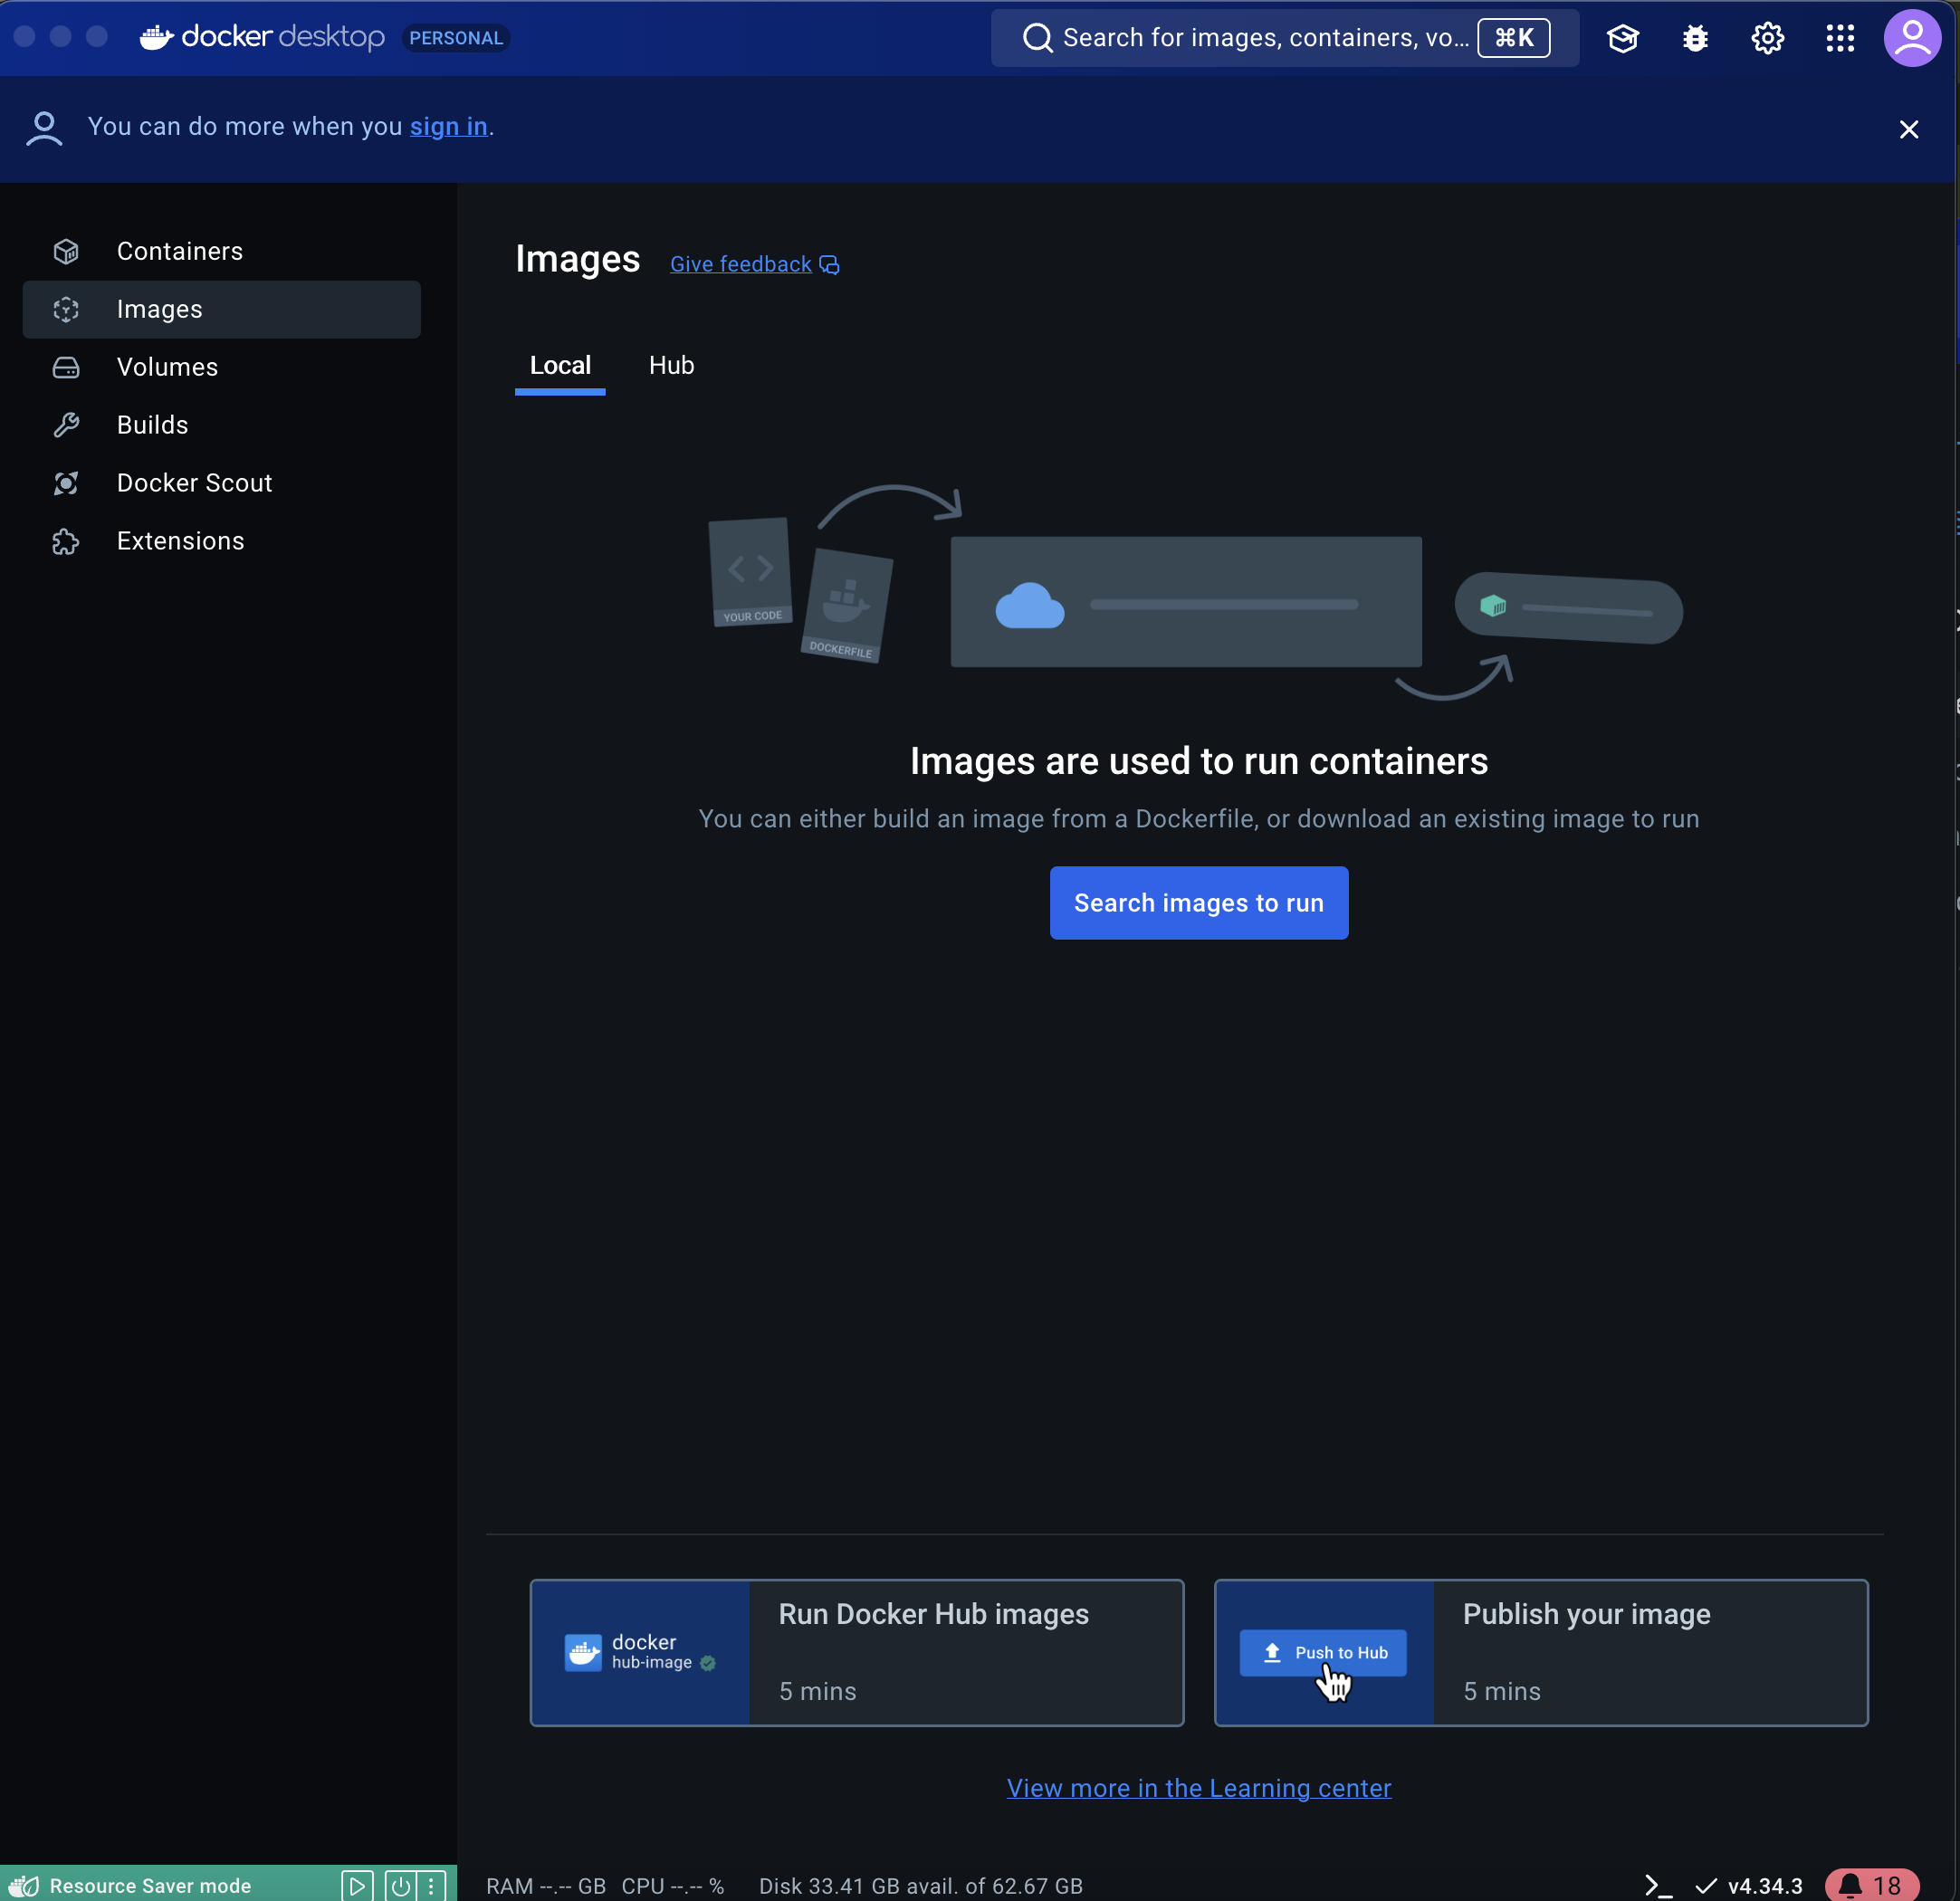 docker desktop PERSONAL
Search for images, containers, vo... ⌘K
You can do more when you sign in.
Containers
Images
Volumes
Builds
Docker Scout
Extensions
Images Give feedback
Local Hub
YOUR CODE
DOCKERFILE
Images are used to run containers
You can either build an image from a Dockerfile, or download an existing image to run
Search images to run
docker
hub-image
Run Docker Hub images
5 mins
Push to Hub
Publish your image
5 mins
View more in the Learning center
Resource Saver mode
RAM --.-- GB CPU --.-- % Disk 33.41 GB avail. of 62.67 GB
v4.34.3
18